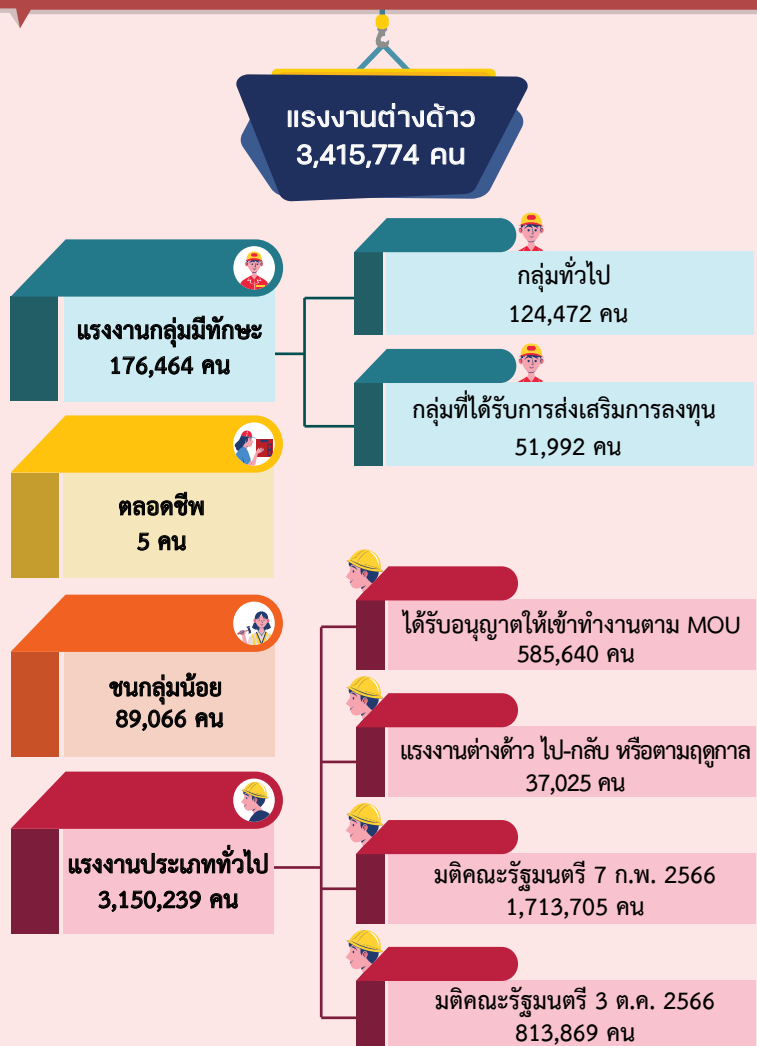 แรงงานต่างด้าว
3,415,774 คน
แรงงานกลุ่มมีทักษะ
176,464 คน
กลุ่มทั่วไป
124,472 คน
กลุ่มที่ได้รับการส่งเสริมการลงทุน
51,992 คน
ตลอดชีพ
5 คน
ชนกลุ่มน้อย
89,066 คน
แรงงานประเภททั่วไป
3,150,239 คน
ได้รับอนุญาตให้เข้าทำงานตาม MOU
585,640 คน
แรงงานต่างด้าว ไป-กลับ หรือตามฤดูกาล
37,025 คน
มติคณะรัฐมนตรี 7 ก.พ. 2566
1,713,705 คน
มติคณะรัฐมนตรี 3 ต.ค. 2566
813,869 คน